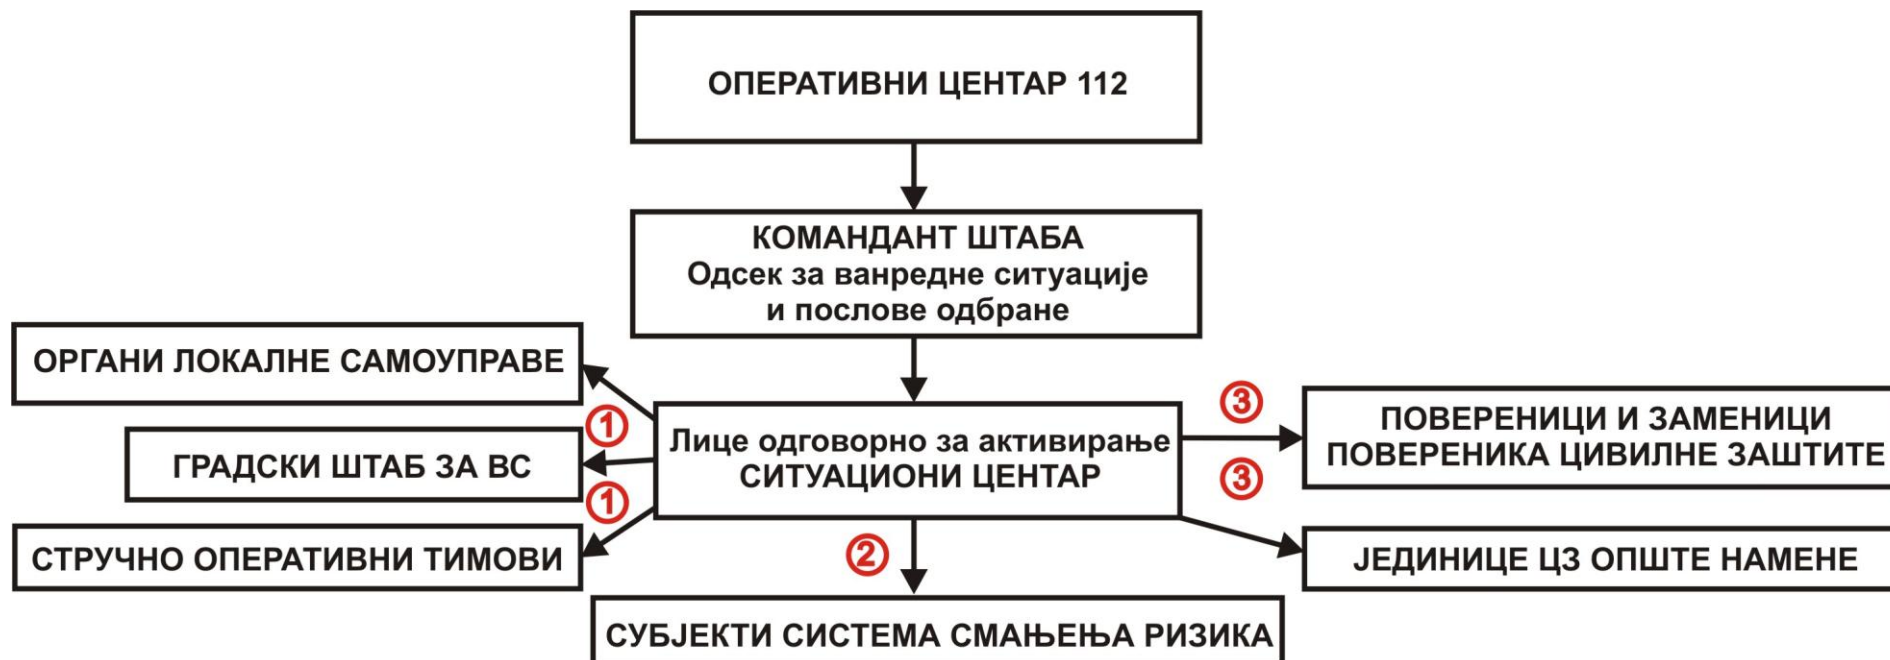 ОПЕРАТИВНИ ЦЕНТАР 112
КОМАНДАНТ ШТАБА
Одсек за ванредне ситуације
и послове одбране
ОРГАНИ ЛОКАЛНЕ САМОУПРАВЕ
1
ГРАДСКИ ШТАБ ЗА ВС
1
СТРУЧНО ОПЕРАТИВНИ ТИМОВИ
Лице одговорно за активирање
СИТУАЦИОНИ ЦЕНТАР
2
3
ПОВЕРЕНИЦИ И ЗАМЕНИЦИ
ПОВЕРЕНИКА ЦИВИЛНЕ ЗАШТИТЕ
3
ЈЕДИНИЦЕ ЦЗ ОПШТЕ НАМЕНЕ
СУБЈЕКТИ СИСТЕМА СМАЊЕЊА РИЗИКА